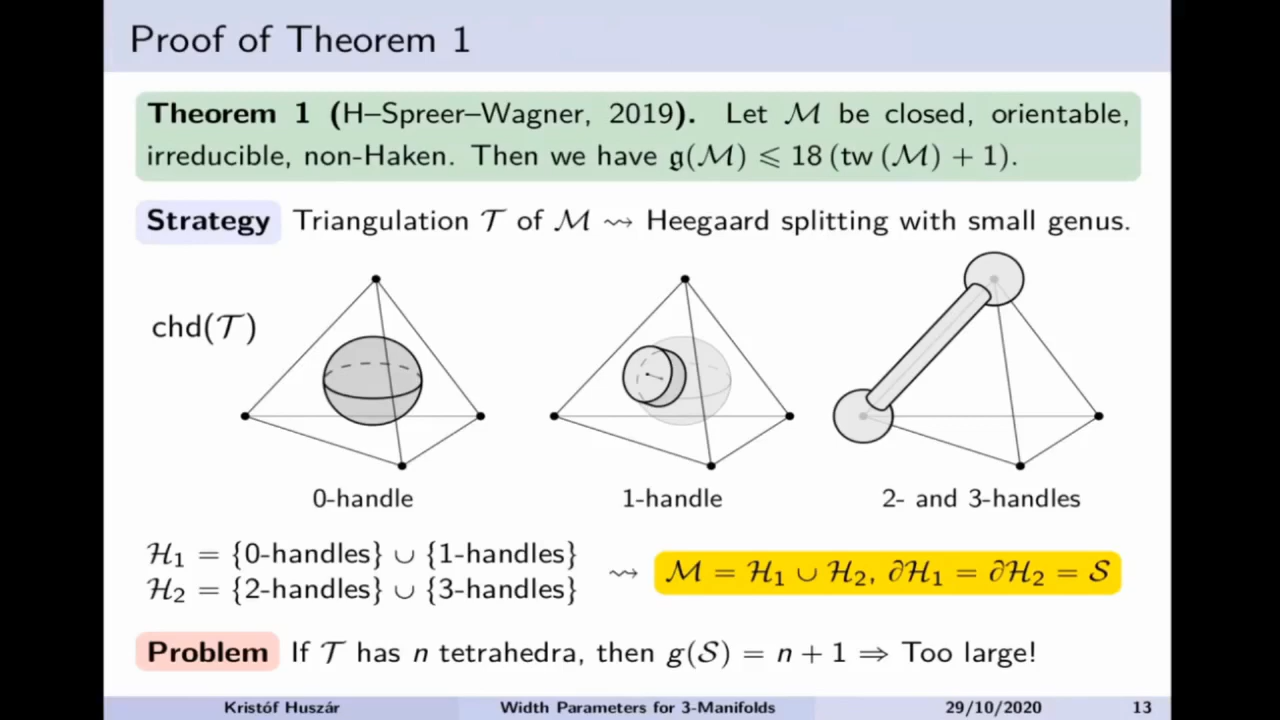 Proof of Theorem 1
Theorem 1 (H–Spreer–Wagner, 2019). Let ℳ be closed, orientable,
irreducible, non-Haken. Then we have 𝔤(ℳ) ⩽ 18 (tw (ℳ) + 1).
Strategy Triangulation 𝒯 of ℳ ⇝ Heegaard splitting with small genus.
chd(𝒯)
0-handle 1-handle 2- and 3-handles
ℋ₁ = {0-handles} ∪ {1-handles}
ℋ₂ = {2-handles} ∪ {3-handles}
⇝ ℳ = ℋ₁ ∪ ℋ₂, ∂ℋ₁ = ∂ℋ₂ = 𝒮
Problem If 𝒯 has n tetrahedra, then g(𝒮) = n + 1 ⇒ Too large!
Kristóf Huszár Width Parameters for 3-Manifolds 29/10/2020 13